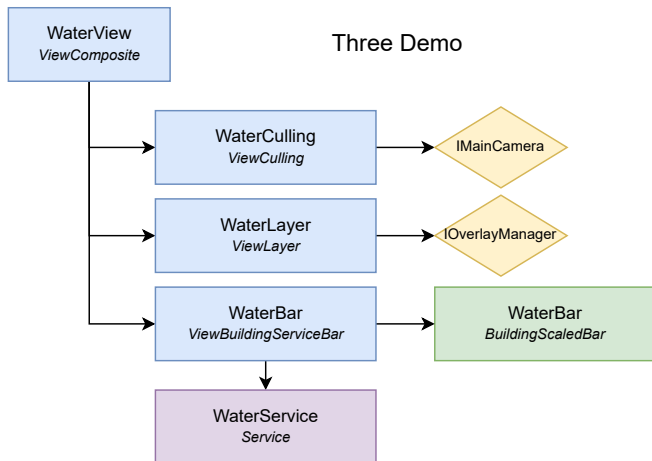 WaterView
ViewComposite
Three Demo
WaterCulling
ViewCulling
IMainCamera
WaterLayer
ViewLayer
IOverlayManager
WaterBar
ViewBuildingServiceBar
WaterBar
BuildingScaledBar
WaterService
Service